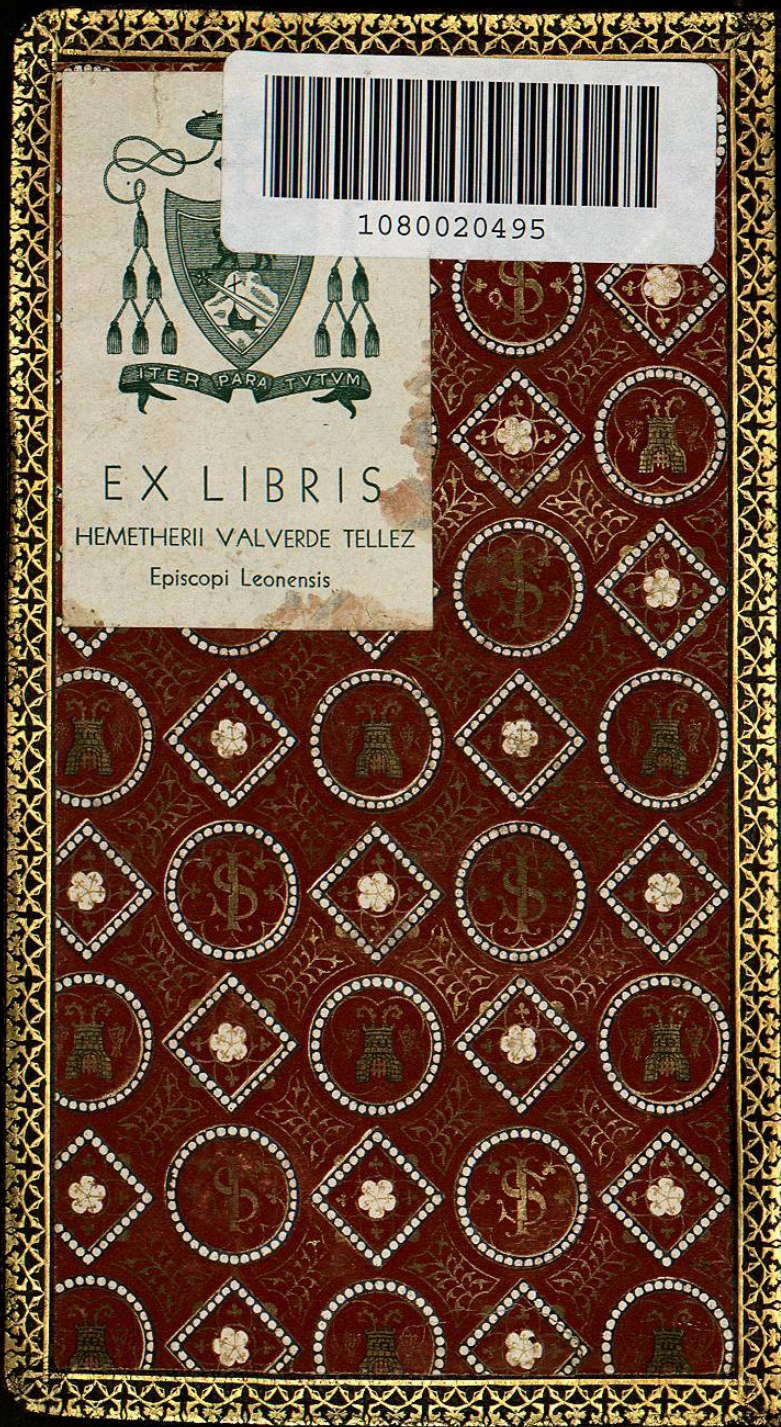 1080020495
ITER PARA TVTVM
EX LIBRIS
HEMETHERII VALVERDE TELLEZ
Episcopi Leonensis